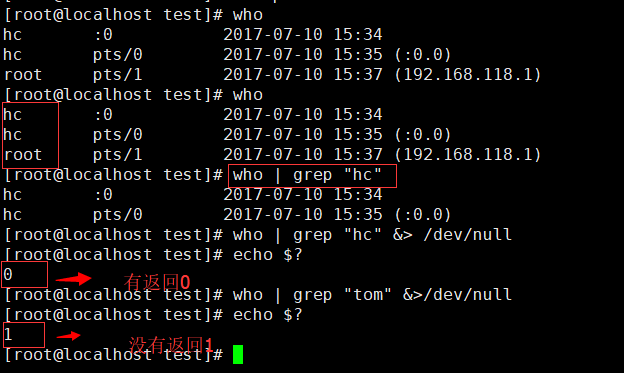 [root@localhost test]# who
hc       :0           2017-07-10 15:34
hc       pts/0        2017-07-10 15:35 (:0.0)
root     pts/1        2017-07-10 15:37 (192.168.118.1)
[root@localhost test]# who
hc       :0           2017-07-10 15:34
hc       pts/0        2017-07-10 15:35 (:0.0)
root     pts/1        2017-07-10 15:37 (192.168.118.1)
[root@localhost test]# who | grep "hc"
hc       :0           2017-07-10 15:34
hc       pts/0        2017-07-10 15:35 (:0.0)
[root@localhost test]# who | grep "hc" &> /dev/null
[root@localhost test]# echo $?
0 有返回0
[root@localhost test]# who | grep "tom" &>/dev/null
[root@localhost test]# echo $?
1 没有返回1
[root@localhost test]#